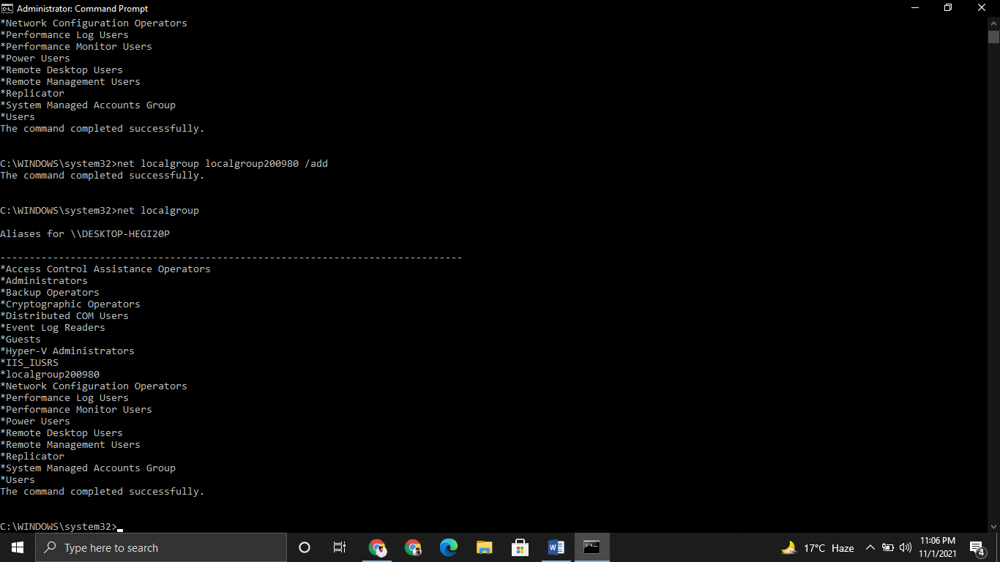 Administrator: Command Prompt
*Network Configuration Operators
*Performance Log Users
*Performance Monitor Users
*Power Users
*Remote Desktop Users
*Remote Management Users
*Replicator
*System Managed Accounts Group
*Users
The command completed successfully.
C:\WINDOWS\system32>net localgroup localgroup200980 /add
The command completed successfully.
C:\WINDOWS\system32>net localgroup
Aliases for \\DESKTOP-HEGI20P
-------------------------------------------------------------------------------
*Access Control Assistance Operators
*Administrators
*Backup Operators
*Cryptographic Operators
*Distributed COM Users
*Event Log Readers
*Guests
*Hyper-V Administrators
*IIS_IUSRS
*localgroup200980
*Network Configuration Operators
*Performance Log Users
*Performance Monitor Users
*Power Users
*Remote Desktop Users
*Remote Management Users
*Replicator
*System Managed Accounts Group
*Users
The command completed successfully.
C:\WINDOWS\system32>
Type here to search
17°C Haze
11:06 PM
11/1/2021
4